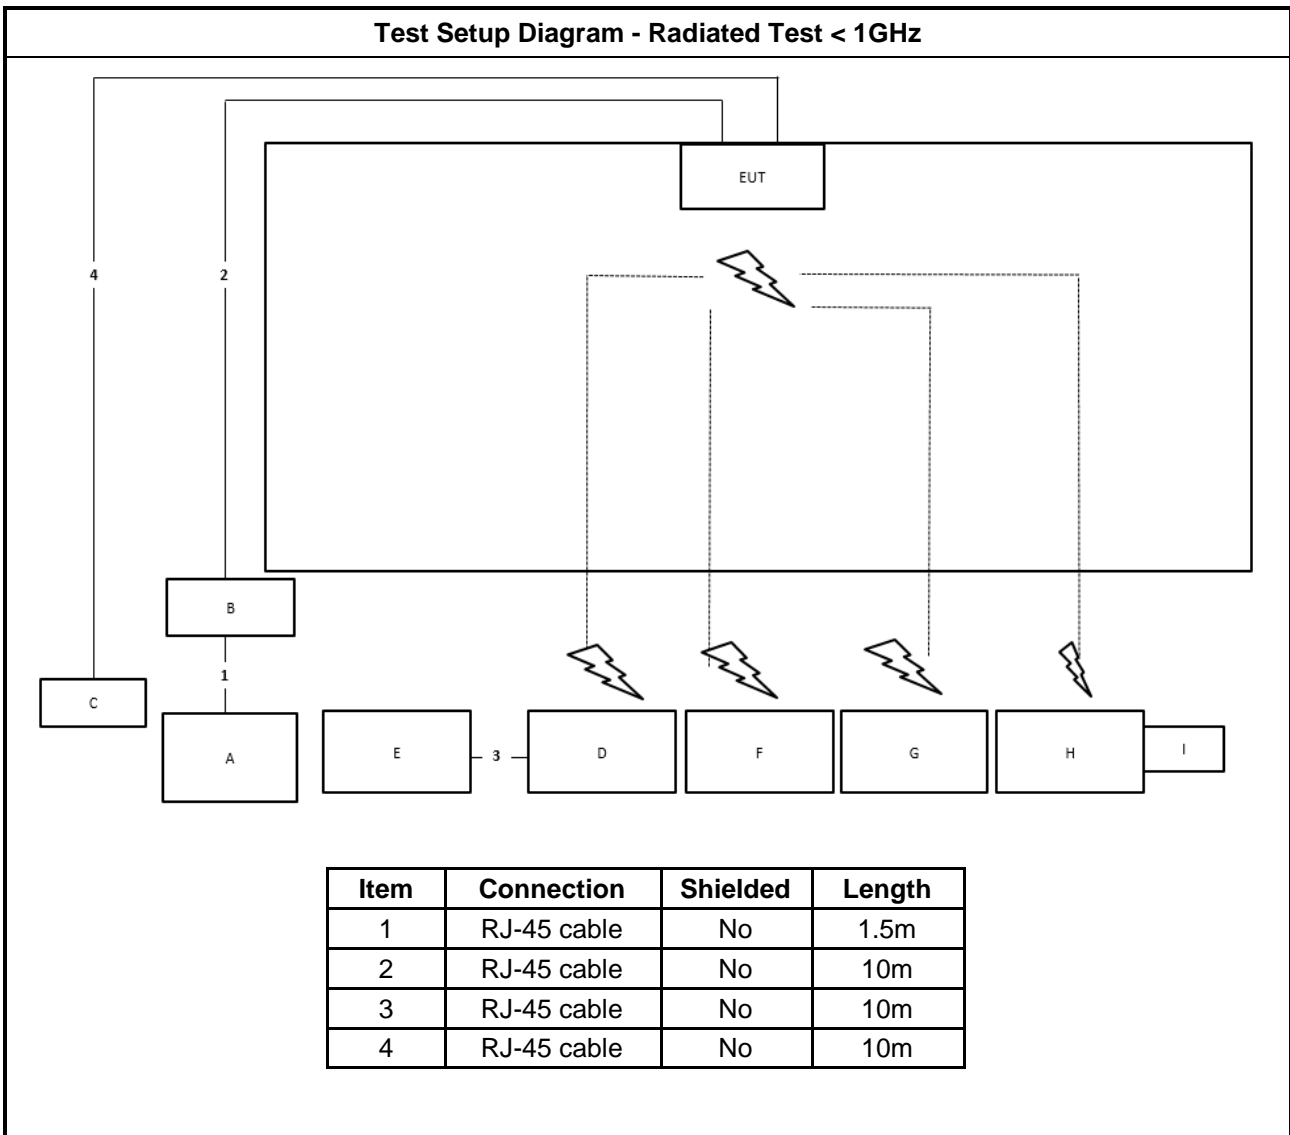 Test Setup Diagram - Radiated Test < 1GHz
EUT
4
2
B
1
C
A
E
3
D
F
G
H
I
Item Connection Shielded Length
1 RJ-45 cable No 1.5m
2 RJ-45 cable No 10m
3 RJ-45 cable No 10m
4 RJ-45 cable No 10m